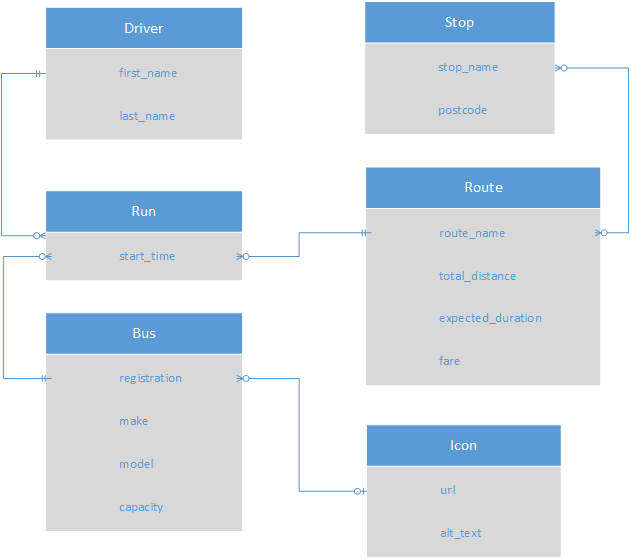 Driver
first_name
last_name
Stop
stop_name
postcode
Run
start_time
Route
route_name
total_distance
expected_duration
fare
Bus
registration
make
model
capacity
Icon
url
alt_text